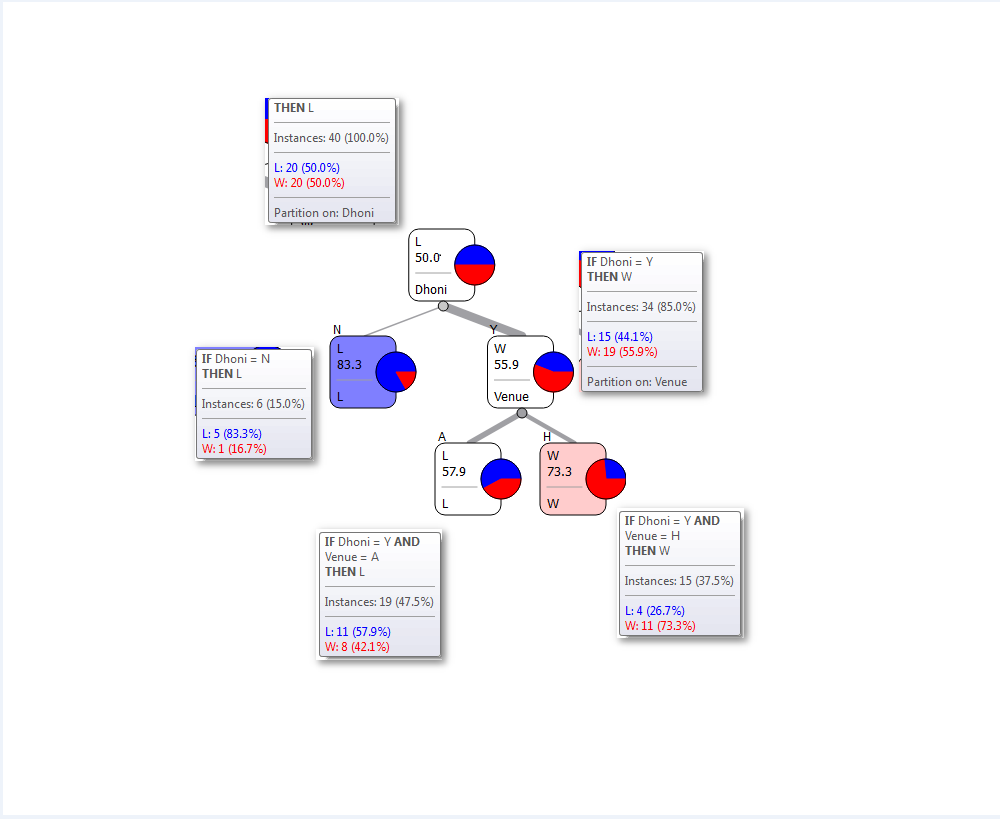 THEN L
Instances: 40 (100.0%)
L: 20 (50.0%)
W: 20 (50.0%)
Partition on: Dhoni
L
50.0
Dhoni
IF Dhoni = Y
THEN W
Instances: 34 (85.0%)
L: 15 (44.1%)
W: 19 (55.9%)
Partition on: Venue
N
L
83.3
L
Y
W
55.9
Venue
IF Dhoni = N
THEN L
Instances: 6 (15.0%)
L: 5 (83.3%)
W: 1 (16.7%)
A
L
57.9
L
H
W
73.3
W
IF Dhoni = Y AND
Venue = A
THEN L
Instances: 19 (47.5%)
L: 11 (57.9%)
W: 8 (42.1%)
IF Dhoni = Y AND
Venue = H
THEN W
Instances: 15 (37.5%)
L: 4 (26.7%)
W: 11 (73.3%)